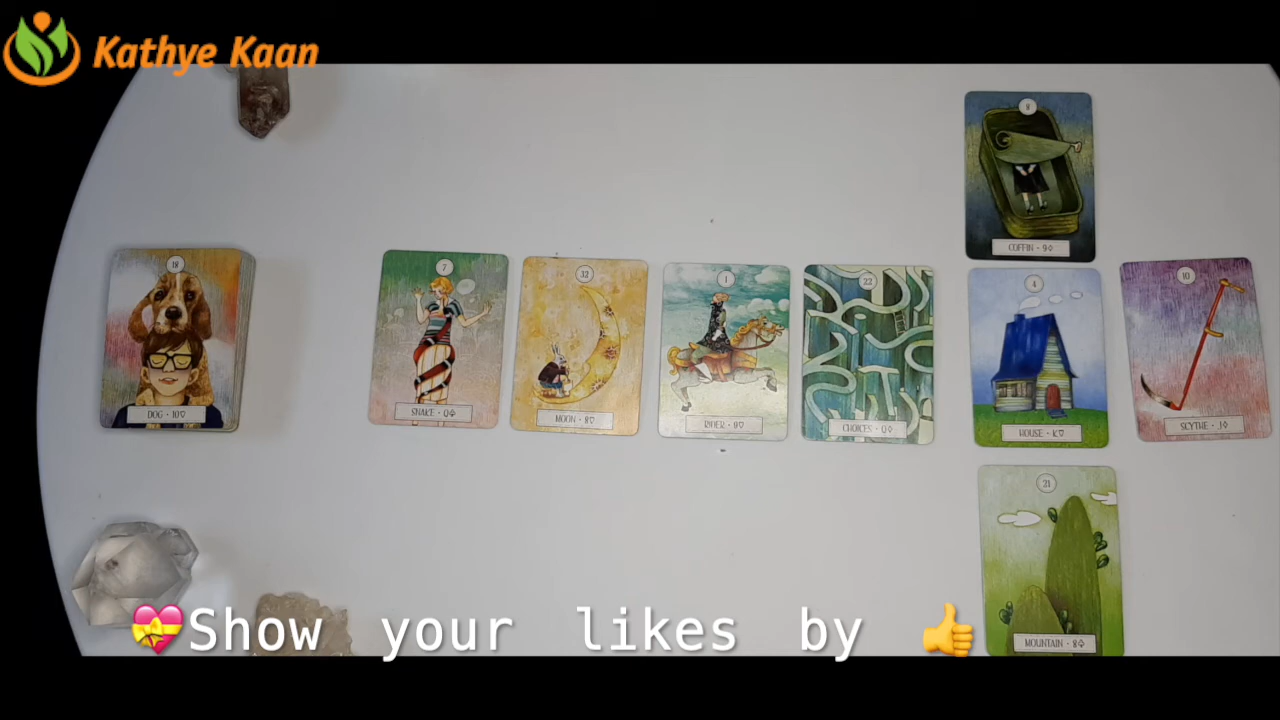 Kathye Kaan
9
COFFIN · 9◊
18
DOG · 10♡
7
SNAKE · Q♧
32
MOON · 8♡
1
RIDER · 9♡
22
CHOICES · Q◊
4
HOUSE · K♡
10
SCYTHE · J◊
21
MOUNTAIN · 8♧
💝Show your likes by 👍